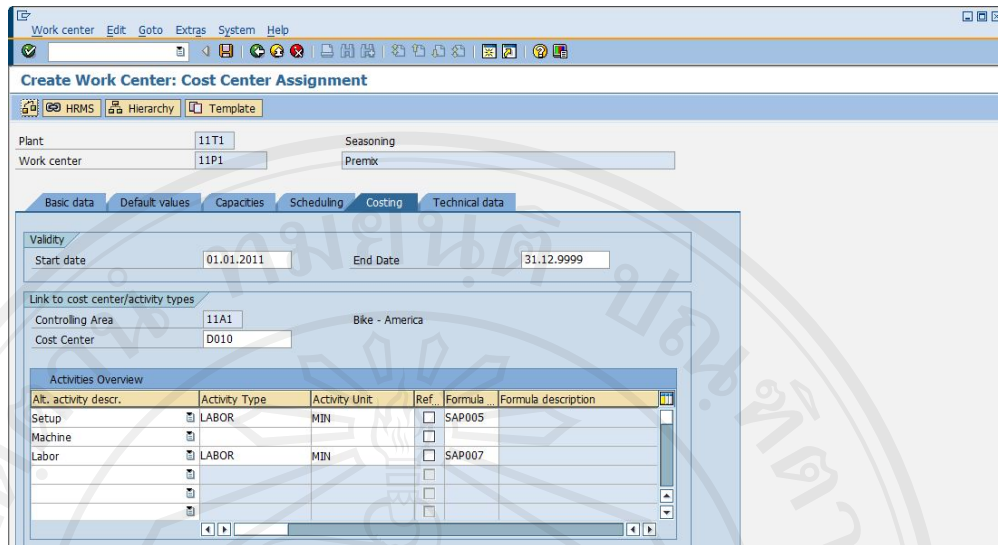 Work center Edit Goto Extras System Help
Create Work Center: Cost Center Assignment
HRMS Hierarchy Template
Plant 11T1 Seasoning
Work center 11P1 Premix
Basic data Default values Capacities Scheduling Costing Technical data
Validity
Start date 01.01.2011 End Date 31.12.9999
Link to cost center/activity types
Controlling Area 11A1 Bike - America
Cost Center D010
Activities Overview
Alt. activity descr. Activity Type Activity Unit Ref... Formula ... Formula description
Setup LABOR MIN SAP005
Machine
Labor LABOR MIN SAP007